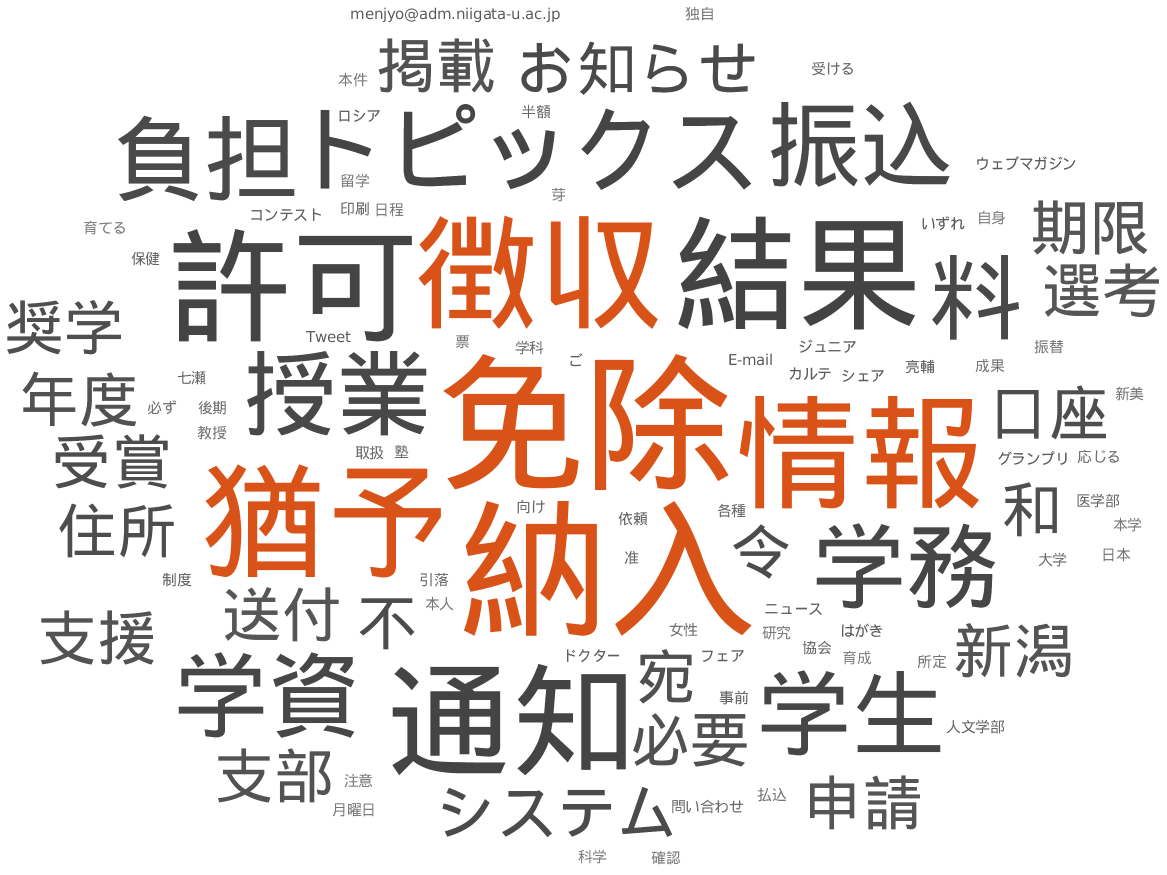 menjyo@adm.niigata-u.ac.jp
独自
掲載
お知らせ
本件
受ける
負担
トピックス
振込
ロシア
半額
ウェブマガジン
留学
芽
コンテスト
印刷
日程
育てる
保健
許可
徴収
結果
いずれ
自身
期限
料
選考
奨学
Tweet
票
学科
ご
E-mail
ジュニア
カルテ
シェア
亮輔
成果
振替
年度
七瀬
必ず
後期
教授
授業
免除
情報
口座
新美
受賞
取扱
塾
グランプリ
応じる
住所
猶予
納入
向け
依頼
各種
准
令
学務
和
医学部
本学
大学
日本
制度
引落
本人
送付
不
支援
女性
ニュース
研究
はがき
協会
育成
所定
新潟
学資
通知
ドクター
宛
フェア
事前
必要
学生
人文学部
支部
注意
月曜日
システム
問い合わせ
払込
申請
科学
確認